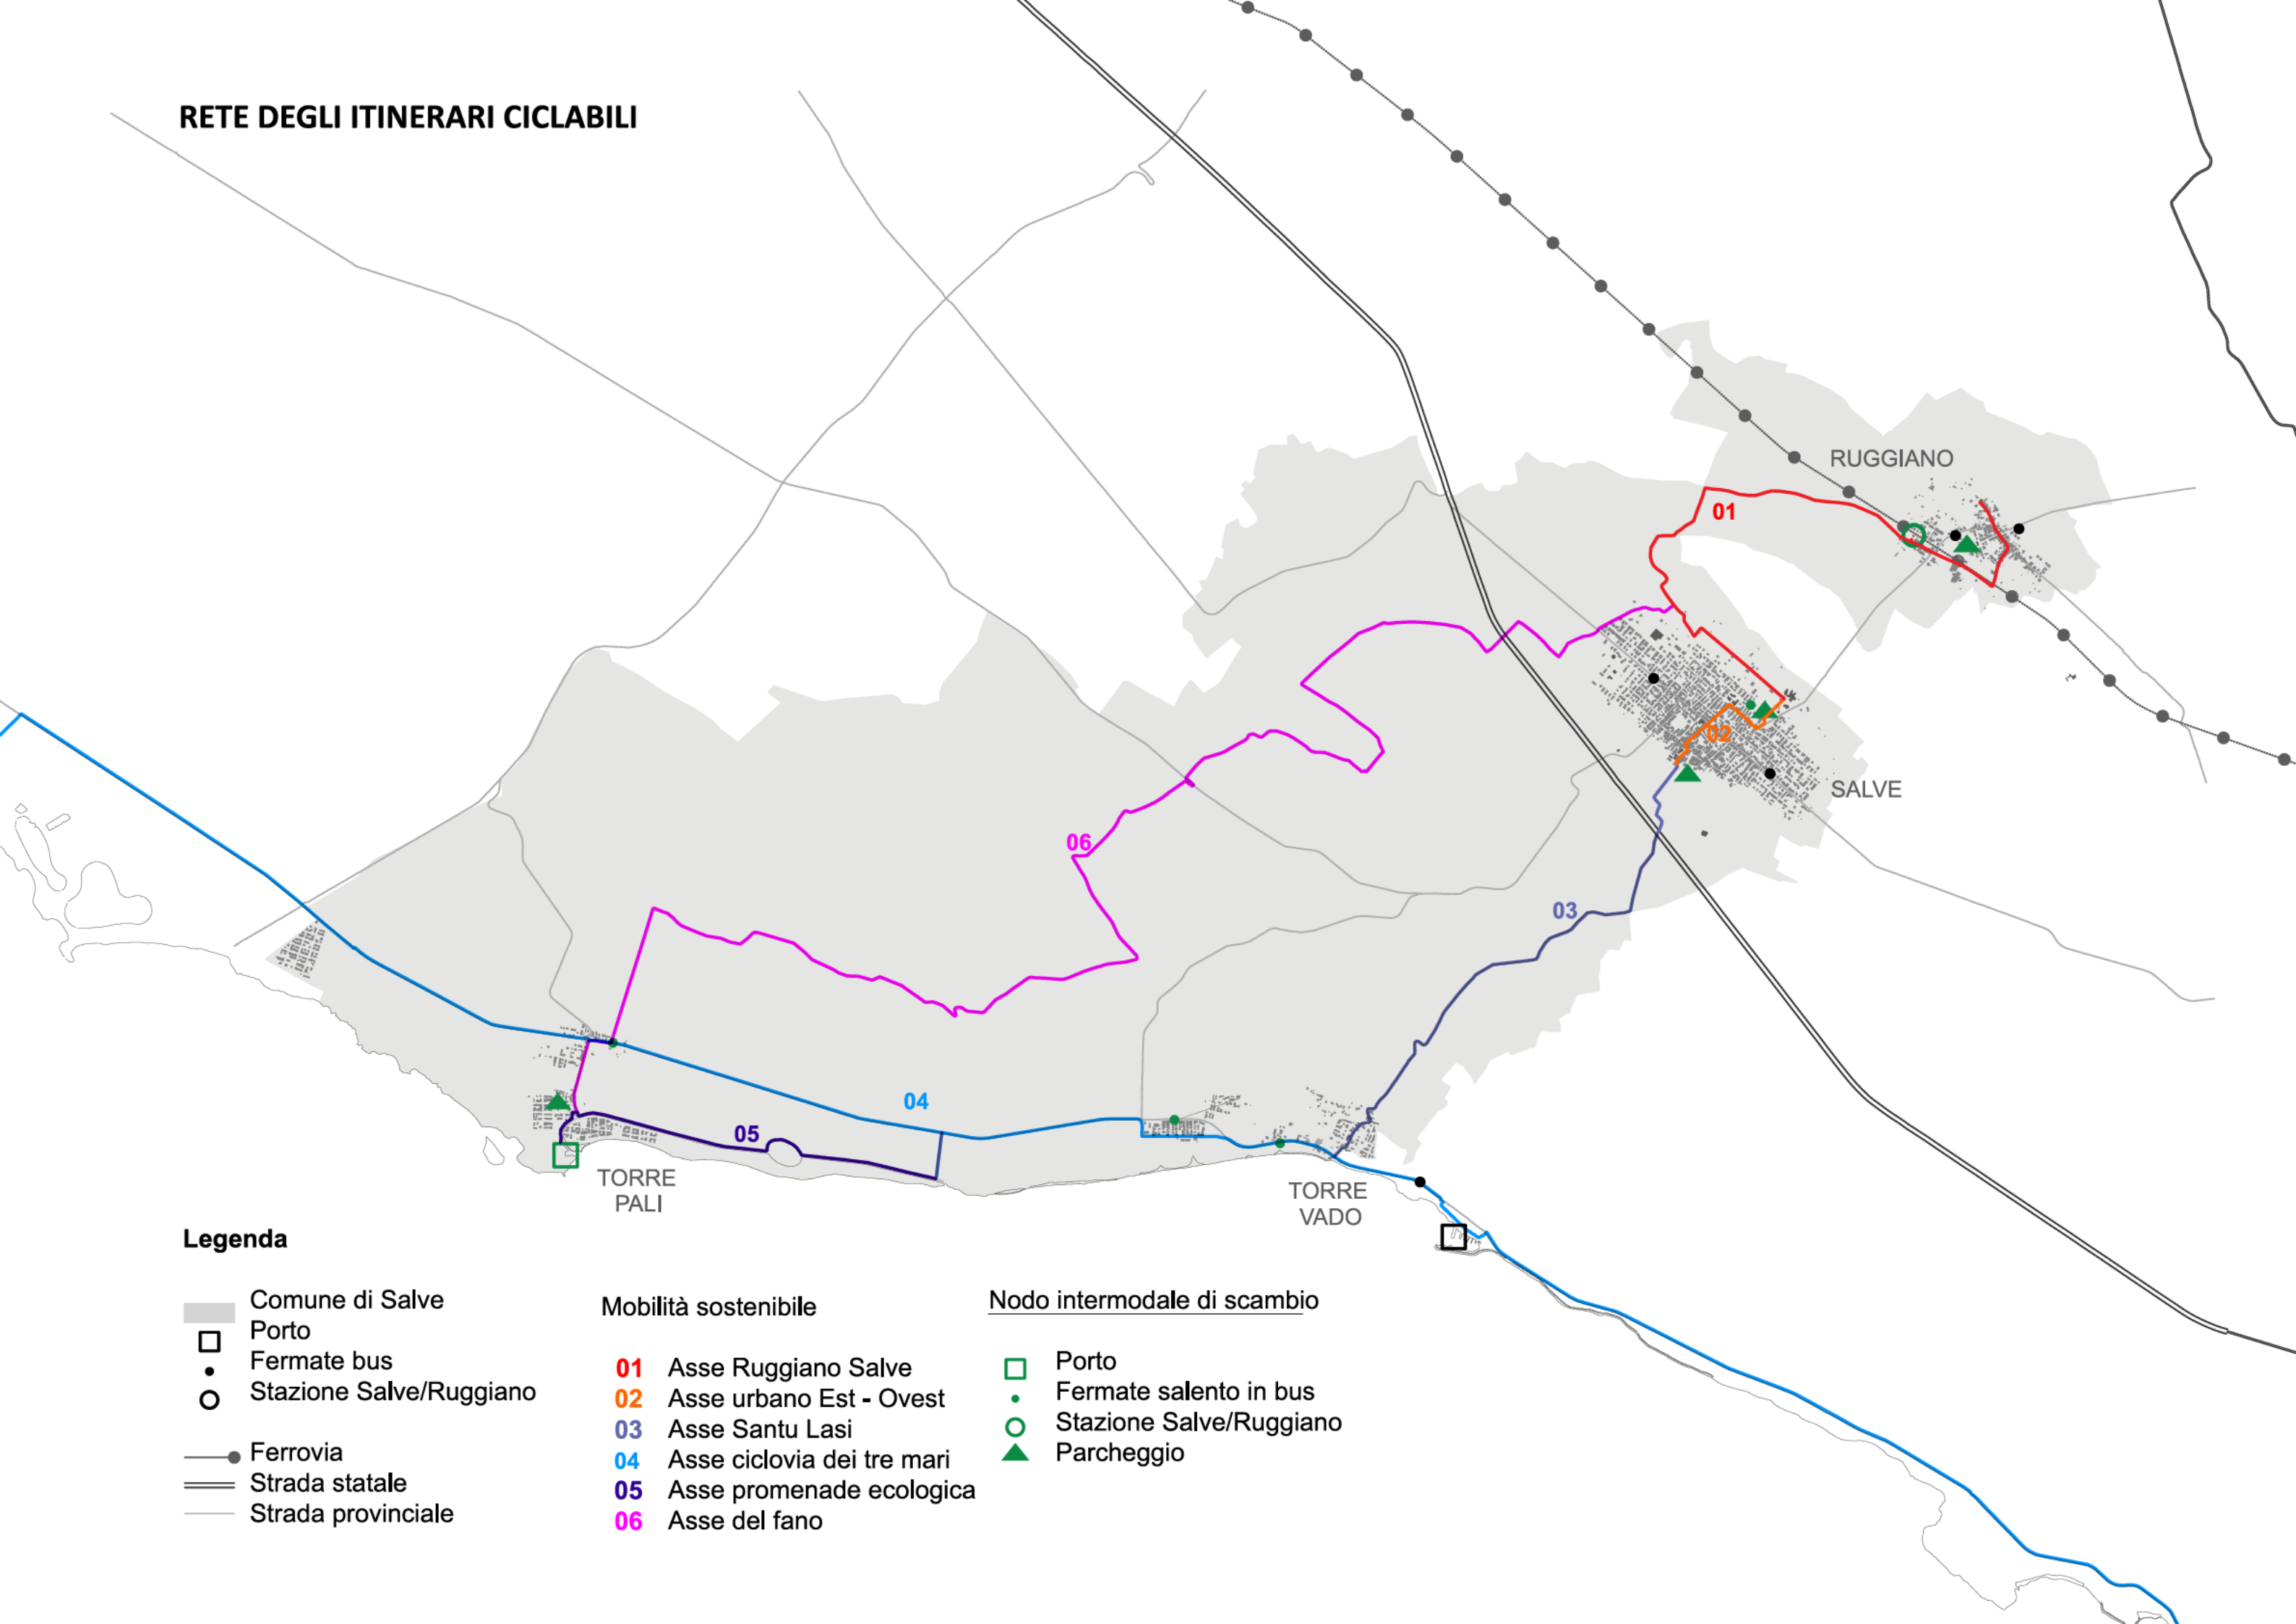 RETE DEGLI ITINERARI CICLABILI
RUGGIANO
01
02
SALVE
06
03
04
05
TORRE
PALI
TORRE
VADO
Legenda
Comune di Salve
Porto
Fermate bus
Stazione Salve/Ruggiano
Ferrovia
Strada statale
Strada provinciale
Mobilità sostenibile
01 Asse Ruggiano Salve
02 Asse urbano Est - Ovest
03 Asse Santu Lasi
04 Asse ciclovia dei tre mari
05 Asse promenade ecologica
06 Asse del fano
Nodo intermodale di scambio
Porto
Fermate salento in bus
Stazione Salve/Ruggiano
Parcheggio